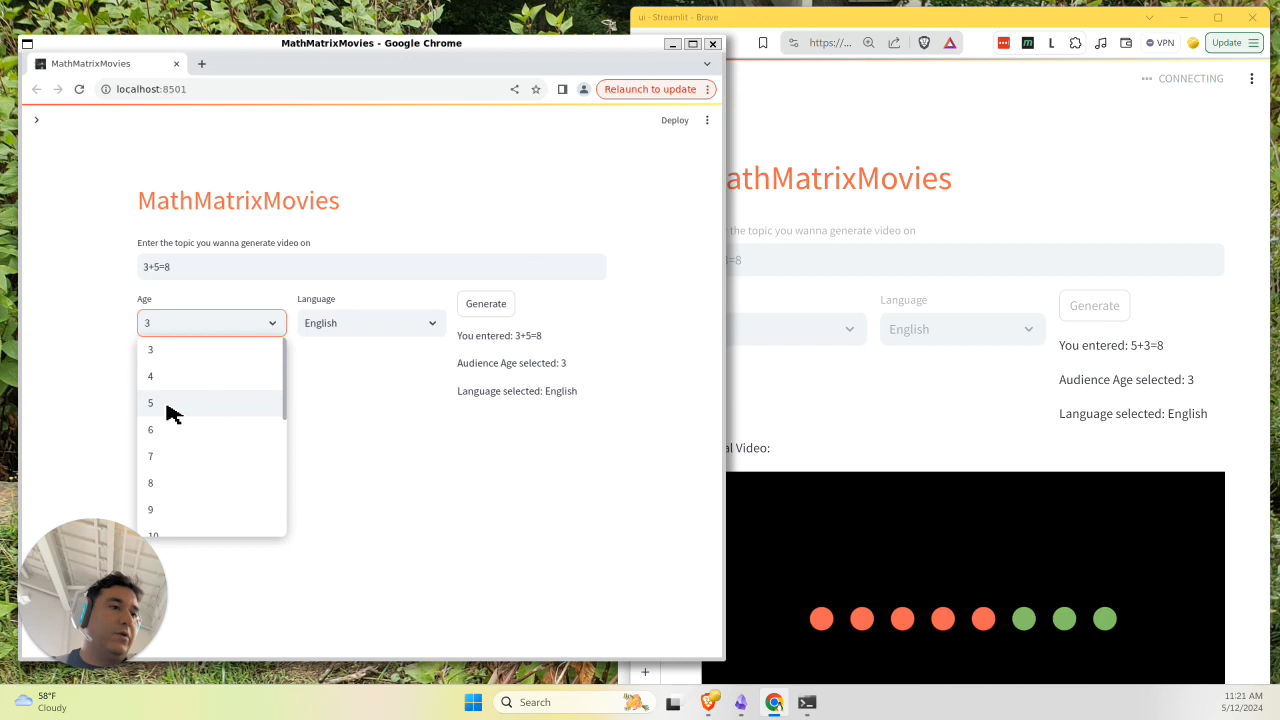 ui - Streamlit - Brave
MathMatrixMovies - Google Chrome
https://...
L
VPN
Update
MathMatrixMovies
localhost:8501
Relaunch to update
CONNECTING
Deploy
MathMatrixMovies
Enter the topic you wanna generate video on
3+5=8
Age
Language
3
English
Generate
You entered: 3+5=8
Audience Age selected: 3
Language selected: English
3
4
5
6
7
8
9
10
athMatrixMovies
the topic you wanna generate video on
=8
Language
English
Generate
You entered: 5+3=8
Audience Age selected: 3
Language selected: English
al Video:
58°F
Cloudy
Search
11:21 AM
5/12/2024